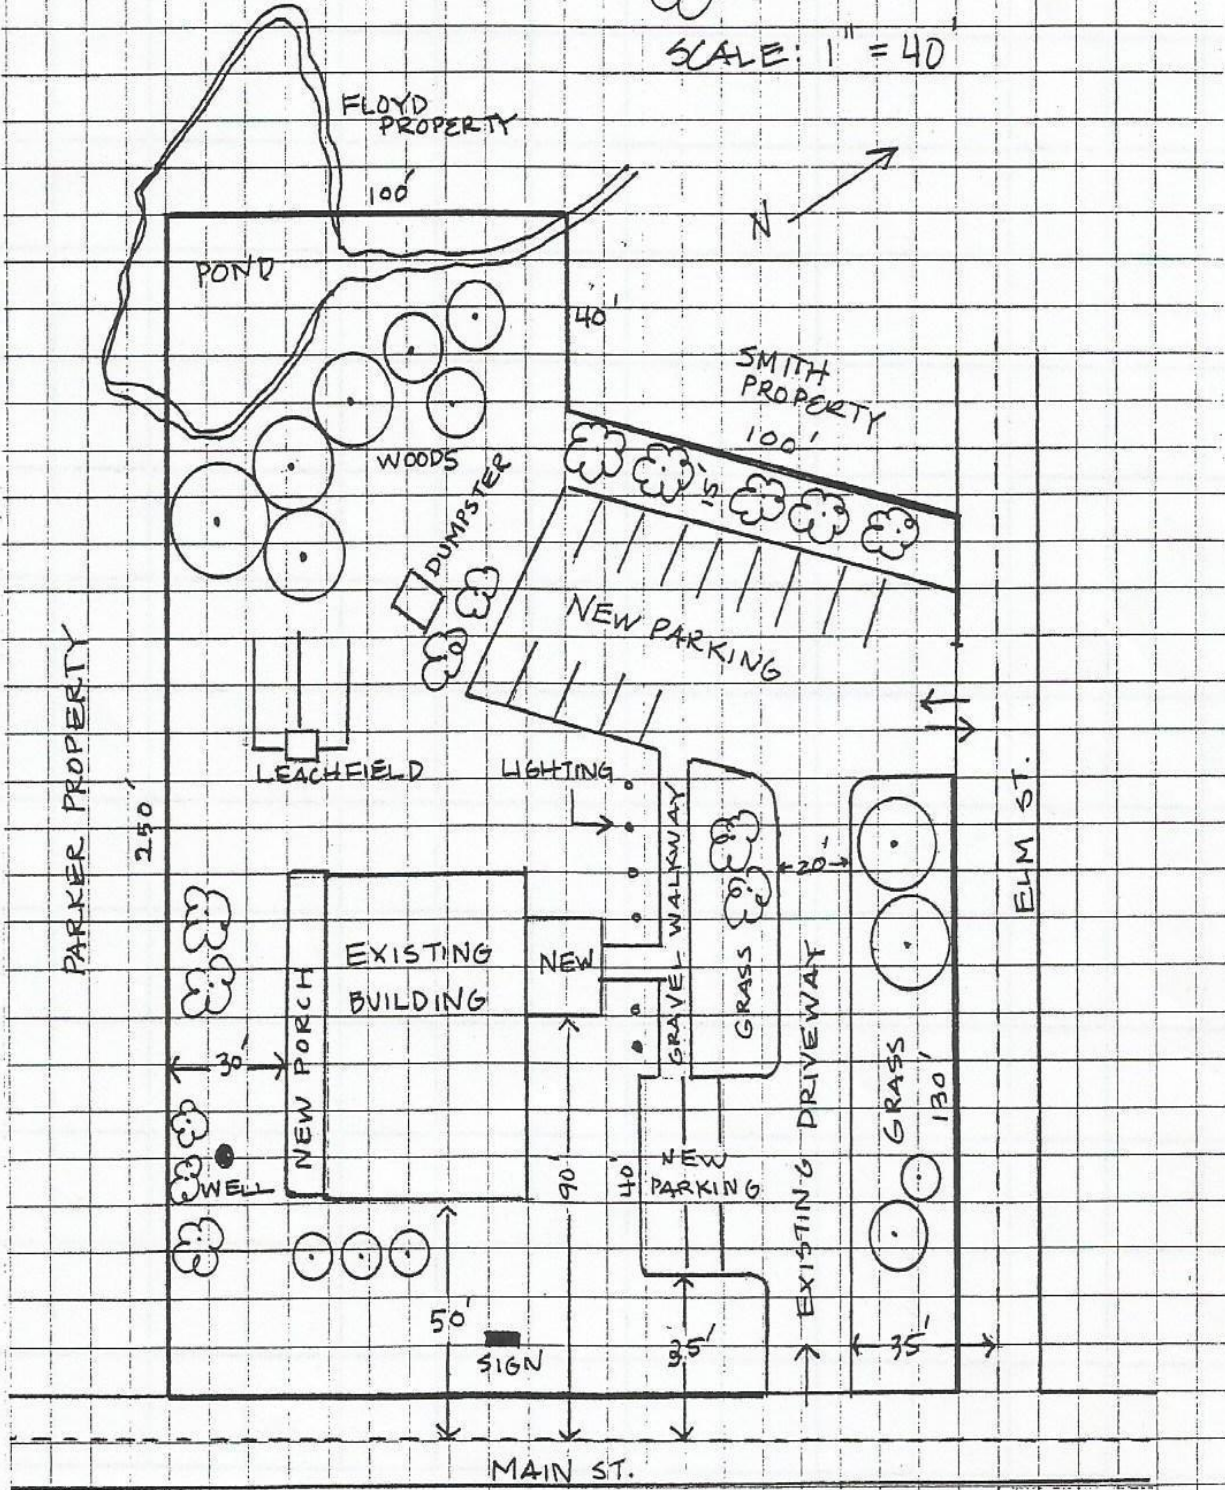 SCALE: 1" = 40'
FLOYD
PROPERTY
100'
N
POND
40'
SMITH
PROPERTY
100'
WOODS
15'
DUMPSTER
NEW PARKING
PARKER PROPERTY
250'
LEACHFIELD
LIGHTING
GRAVEL WALKWAY
20'
ELM ST.
EXISTING
BUILDING
NEW
GRASS
EXISTING DRIVEWAY
GRASS
130'
30'
NEW PORCH
WELL
90'
40'
NEW
PARKING
50'
SIGN
35'
35'
MAIN ST.